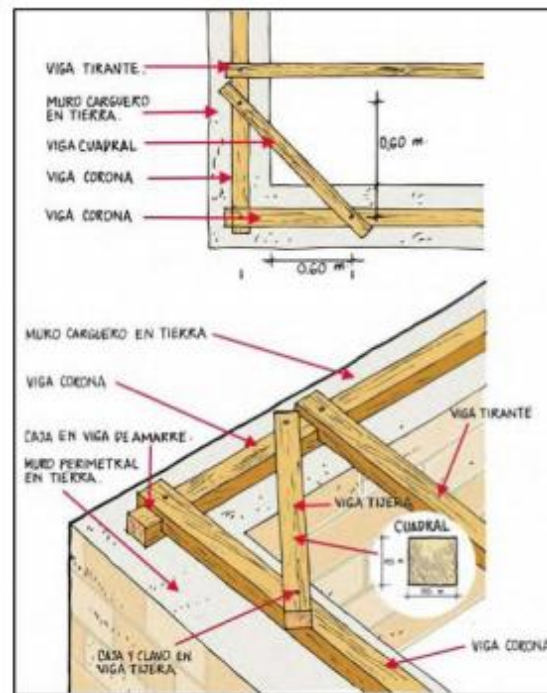 VIGA TIRANTE.
MURO CARGUERO
EN TIERRA.
VIGA CUADRAL
VIGA CORONA
VIGA CORONA
0,60 m
0,60 m
MURO CARGUERO EN TIERRA
VIGA CORONA
CAJA EN VIGA DE AMARRE.
MURO PERIMETRAL
EN TIERRA.
VIGA TIRANTE
VIGA TIJERA
CUADRAL
CAJA Y CLAVO EN
VIGA TIJERA.
VIGA CORONA